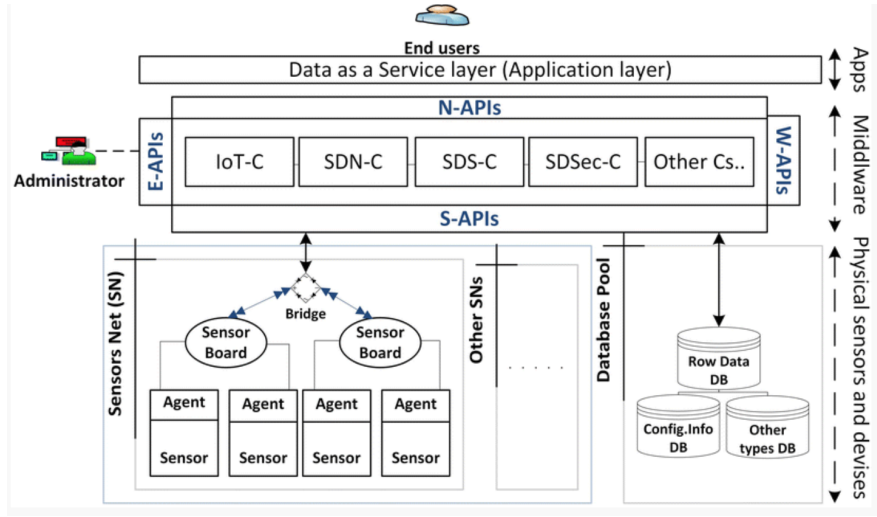 End users
Data as a Service layer (Application layer)
Apps
N-APIs
Administrator
E-APIs
IoT-C
SDN-C
SDS-C
SDSec-C
Other Cs..
W-APIs
Middlware
S-APIs
Sensors Net (SN)
Bridge
Sensor
Board
Sensor
Board
Agent
Sensor
Agent
Sensor
Agent
Sensor
Agent
Sensor
Other SNs
. . . . . .
Database Pool
Row Data
DB
Config.Info
DB
Other
types DB
Physical sensors and devises